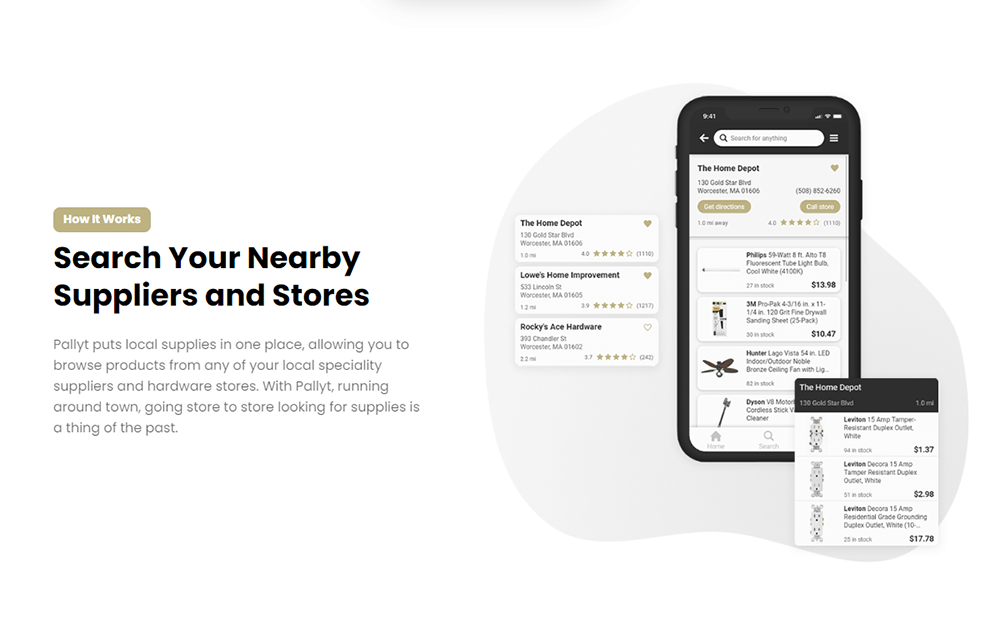 How It Works
Search Your Nearby
Suppliers and Stores
Pallyt puts local supplies in one place, allowing you to
browse products from any of your local speciality
suppliers and hardware stores. With Pallyt, running
around town, going store to store looking for supplies is
a thing of the past.
The Home Depot
130 Gold Star Blvd
Worcester, MA 01606
1.0 mi 4.0 (1110)
Lowe's Home Improvement
533 Lincoln St
Worcester, MA 01605
1.2 mi 3.9 (1217)
Rocky's Ace Hardware
393 Chandler St
Worcester, MA 01602
2.2 mi 3.7 (242)
9:41
Search for anything
The Home Depot
130 Gold Star Blvd
Worcester, MA 01606 (508) 852-6260
Get directions Call store
1.0 mi away 4.0 (1110)
Philips 59-Watt 8 ft. Alto T8
Fluorescent Tube Light Bulb,
Cool White (4100K)
27 in stock $13.98
3M Pro-Pak 4-3/16 in. x 11-
1/4 in. 120 Grit Fine Drywall
Sanding Sheet (25-Pack)
30 in stock $10.47
Hunter Lago Vista 54 in. LED
Indoor/Outdoor Noble
Bronze Ceiling Fan with Lig..
82 in stock
Dyson V8 Motorh
Cordless Stick V
Cleaner
Home Search
The Home Depot
130 Gold Star Blvd 1.0 mi
Leviton 15 Amp Tamper-
Resistant Duplex Outlet,
White
94 in stock $1.37
Leviton Decora 15 Amp
Tamper Resistant Duplex
Outlet, White
51 in stock $2.98
Leviton Decora 15 Amp
Residential Grade Grounding
Duplex Outlet, White (10-...
25 in stock $17.78